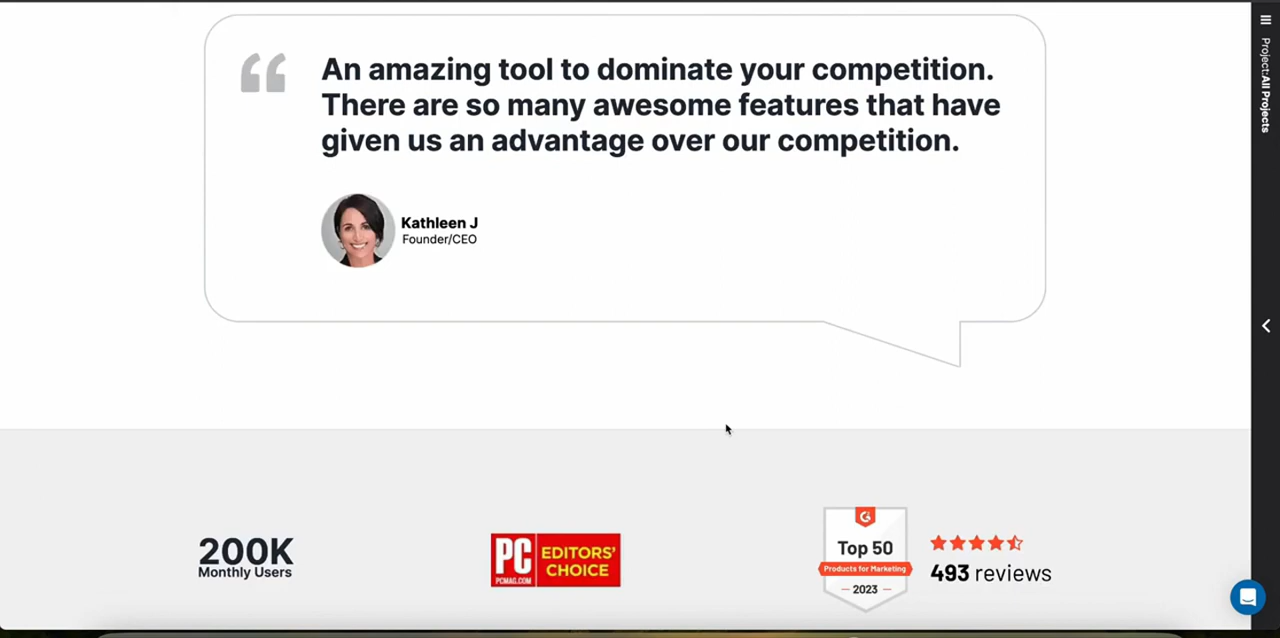 An amazing tool to dominate your competition.
There are so many awesome features that have
given us an advantage over our competition.
Kathleen J
Founder/CEO
Project:All Projects
200K
Monthly Users
PC
PCMAG.COM
EDITORS'
CHOICE
G
Top 50
Products for Marketing
2023
493 reviews